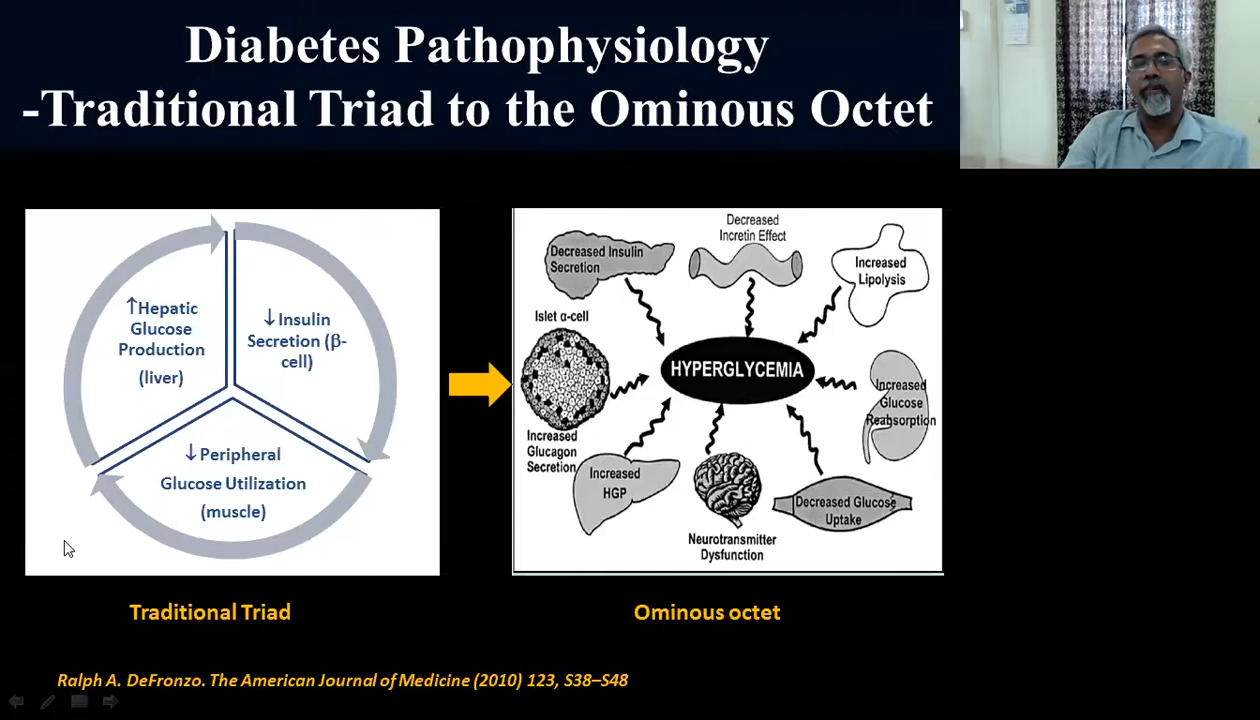 Diabetes Pathophysiology
-Traditional Triad to the Ominous Octet
↑Hepatic
Glucose
Production
(liver)
↓Insulin
Secretion (β-
cell)
↓Peripheral
Glucose Utilization
(muscle)
Traditional Triad
Decreased Insulin
Secretion
Decreased
Incretin Effect
Increased
Lipolysis
Islet α-cell
Increased
Glucagon
Secretion
HYPERGLYCEMIA
Increased
Glucose
Reabsorption
Increased
HGP
Neurotransmitter
Dysfunction
Decreased Glucose
Uptake
Ominous octet
Ralph A. DeFronzo. The American Journal of Medicine (2010) 123, S38–S48